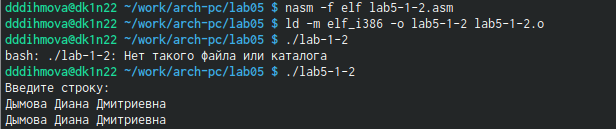 dddihmova@dk1n22 ~/work/arch-pc/lab05 $ nasm -f elf lab5-1-2.asm
dddihmova@dk1n22 ~/work/arch-pc/lab05 $ ld -m elf_i386 -o lab5-1-2 lab5-1-2.o
dddihmova@dk1n22 ~/work/arch-pc/lab05 $ ./lab-1-2
bash: ./lab-1-2: Нет такого файла или каталога
dddihmova@dk1n22 ~/work/arch-pc/lab05 $ ./lab5-1-2
Введите строку:
Дымова Диана Дмитриевна
Дымова Диана Дмитриевна